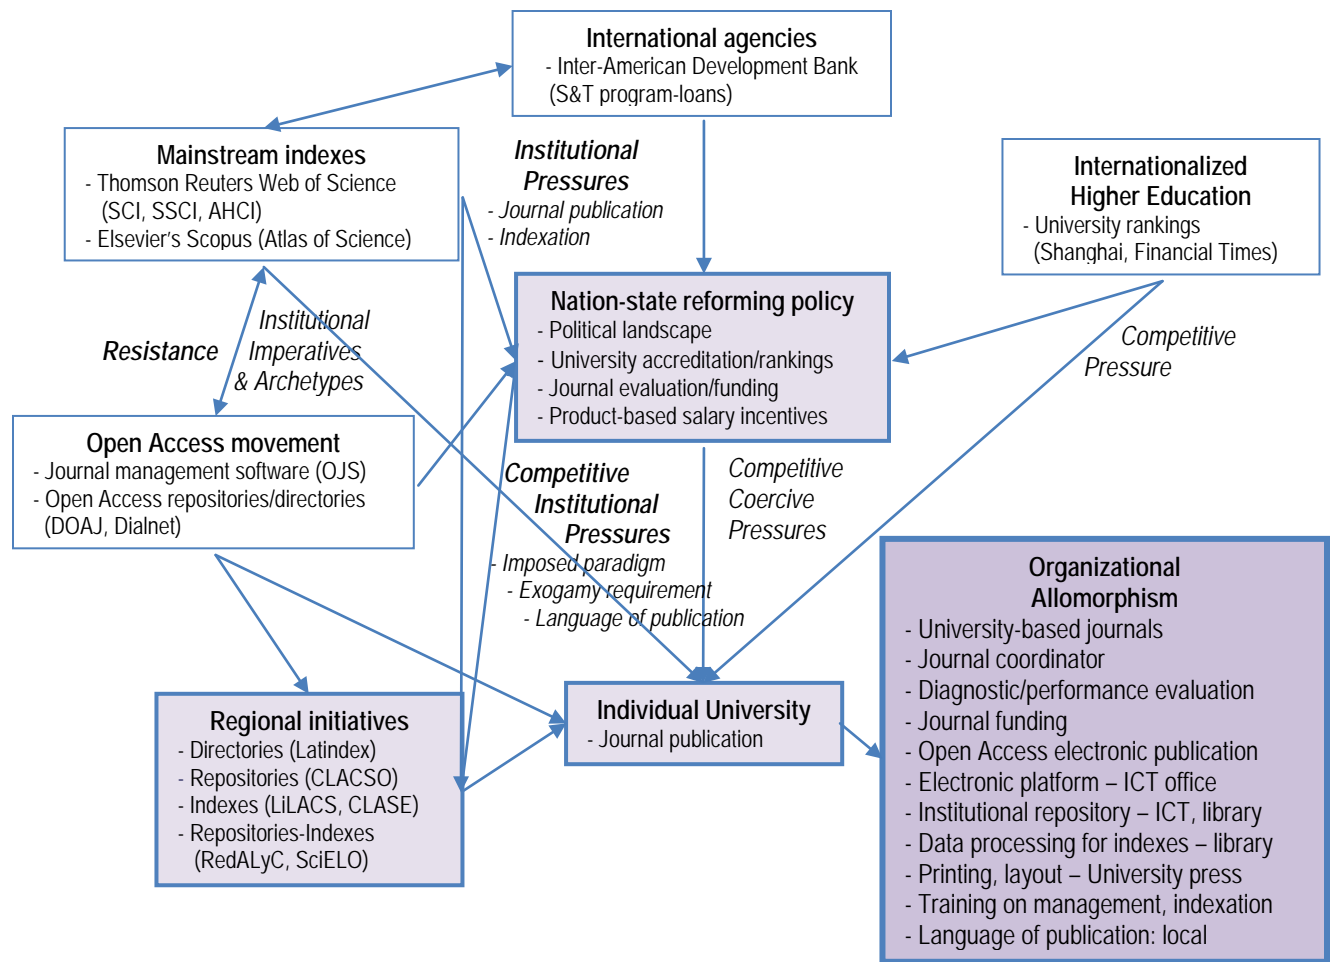 International agencies
- Inter-American Development Bank
(S&T program-loans)
Mainstream indexes
- Thomson Reuters Web of Science
(SCI, SSCI, AHCI)
- Elsevier's Scopus (Atlas of Science)
Institutional
Pressures
- Journal publication
- Indexation
Internationalized
Higher Education
- University rankings
(Shanghai, Financial Times)
Nation-state reforming policy
- Political landscape
- University accreditation/rankings
- Journal evaluation/funding
- Product-based salary incentives
Resistance
Institutional
Imperatives
& Archetypes
Competitive
Pressure
Open Access movement
- Journal management software (OJS)
- Open Access repositories/directories
(DOAJ, Dialnet)
Competitive
Institutional
Pressures
- Imposed paradigm
- Exogamy requirement
- Language of publication
Competitive
Coercive
Pressures
Regional initiatives
- Directories (Latindex)
- Repositories (CLACSO)
- Indexes (LiLACS, CLASE)
- Repositories-Indexes
(RedALyC, SciELO)
Individual University
- Journal publication
Organizational
Allomorphism
- University-based journals
- Journal coordinator
- Diagnostic/performance evaluation
- Journal funding
- Open Access electronic publication
- Electronic platform – ICT office
- Institutional repository – ICT, library
- Data processing for indexes – library
- Printing, layout – University press
- Training on management, indexation
- Language of publication: local